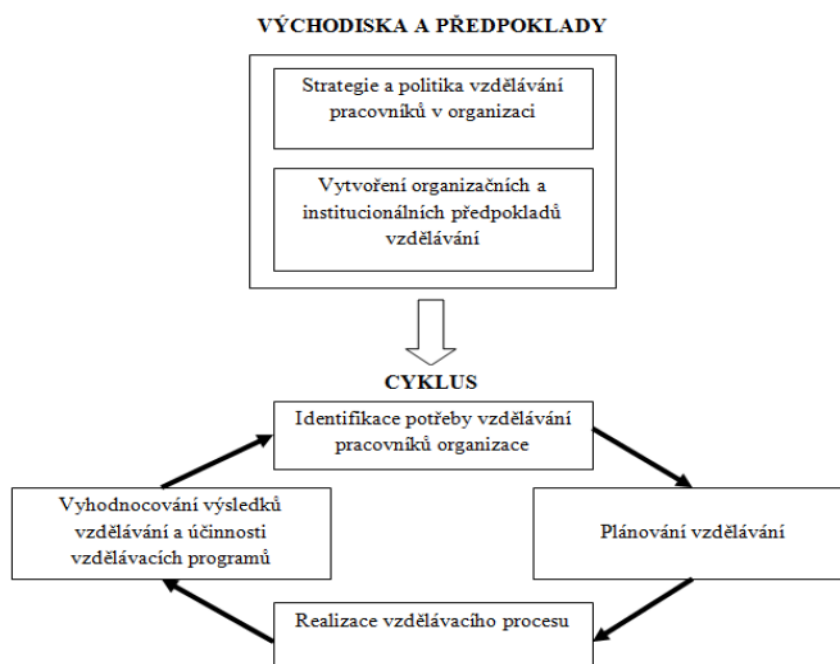 VÝCHODISKA A PŘEDPOKLADY
Strategie a politika vzdělávání
pracovníků v organizaci
Vytvoření organizačních a
institucionálních předpokladů
vzdělávání
CYKLUS
Identifikace potřeby vzdělávání
pracovníků organizace
Vyhodnocování výsledků
vzdělávání a účinnosti
vzdělávacích programů
Plánování vzdělávání
Realizace vzdělávacího procesu